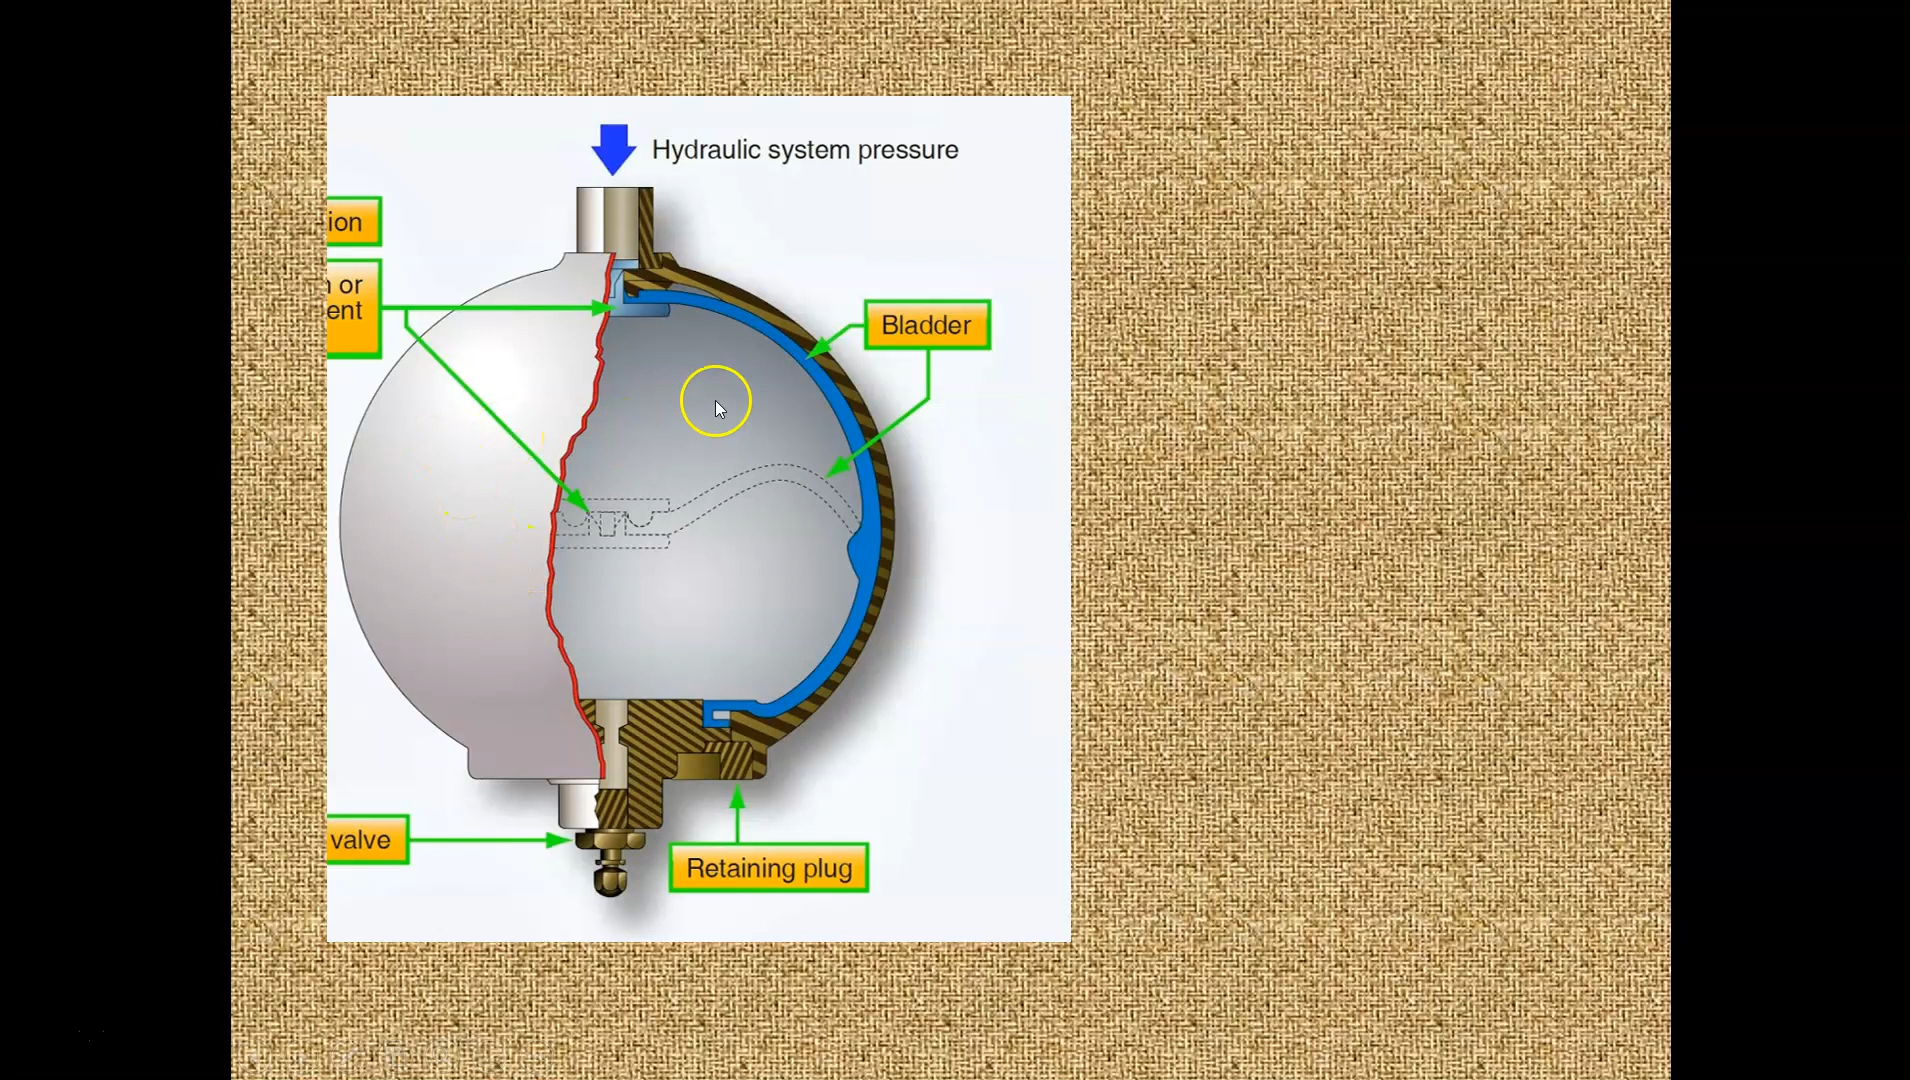 Hydraulic system pressure
ion
or
ent
Bladder
valve
Retaining plug